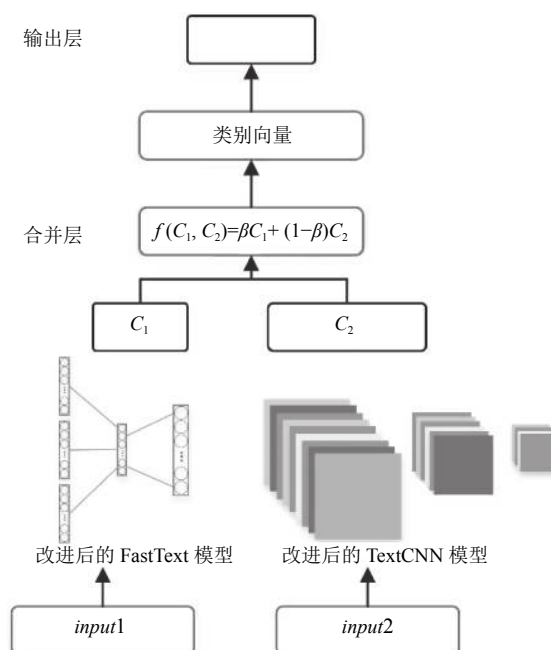 输出层
类别向量
合并层
f (C₁, C₂)=βC₁+ (1−β)C₂
C₁
C₂
改进后的 FastText 模型
改进后的 TextCNN 模型
input1
input2